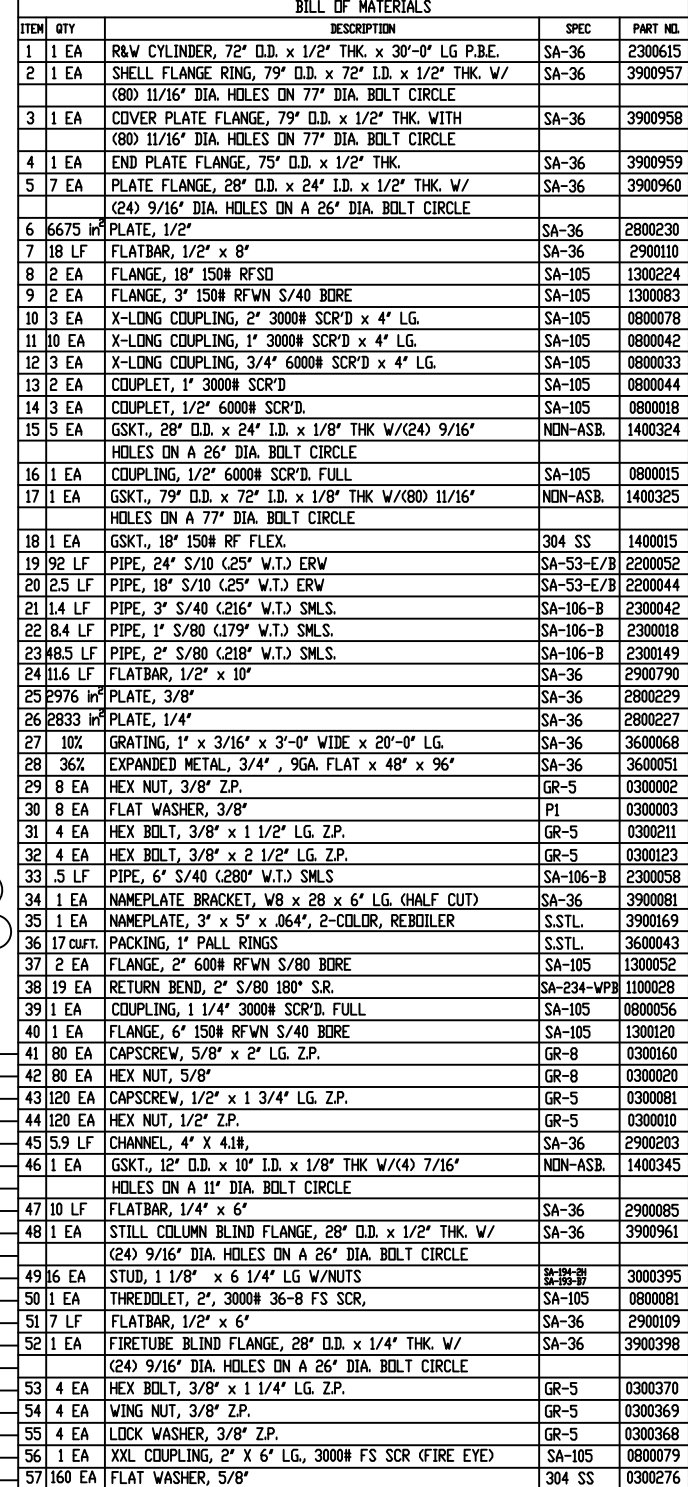 BILL OF MATERIALS
ITEM QTY DESCRIPTION SPEC PART NO.
1 1 EA R&W CYLINDER, 72" O.D. x 1/2" THK. x 30'-0" LG P.B.E. SA-36 2300615
2 1 EA SHELL FLANGE RING, 79" O.D. x 72" I.D. x 1/2" THK. W/ SA-36 3900957
(80) 11/16" DIA. HOLES ON 77" DIA. BOLT CIRCLE
3 1 EA COVER PLATE FLANGE, 79" O.D. x 1/2" THK. WITH SA-36 3900958
(80) 11/16" DIA. HOLES ON 77" DIA. BOLT CIRCLE
4 1 EA END PLATE FLANGE, 75" O.D. x 1/2" THK. SA-36 3900959
5 7 EA PLATE FLANGE, 28" O.D. x 24" I.D. x 1/2" THK. W/ SA-36 3900960
(24) 9/16" DIA. HOLES ON A 26" DIA. BOLT CIRCLE
6 6675 in² PLATE, 1/2" SA-36 2800230
7 18 LF FLATBAR, 1/2" x 8" SA-36 2900110
8 2 EA FLANGE, 18" 150# RFSO SA-105 1300224
9 2 EA FLANGE, 3" 150# RFWN S/40 BORE SA-105 1300083
10 3 EA X-LONG COUPLING, 2" 3000# SCR'D x 4" LG. SA-105 0800078
11 10 EA X-LONG COUPLING, 1" 3000# SCR'D x 4" LG. SA-105 0800042
12 3 EA X-LONG COUPLING, 3/4" 6000# SCR'D x 4" LG. SA-105 0800033
13 2 EA COUPLET, 1" 3000# SCR'D SA-105 0800044
14 3 EA COUPLET, 1/2" 6000# SCR'D. SA-105 0800018
15 5 EA GSKT., 28" O.D. x 24" I.D. x 1/8" THK W/(24) 9/16" NON-ASB. 1400324
HOLES ON A 26" DIA. BOLT CIRCLE
16 1 EA COUPLING, 1/2" 6000# SCR'D. FULL SA-105 0800015
17 1 EA GSKT., 79" O.D. x 72" I.D. x 1/8" THK W/(80) 11/16" NON-ASB. 1400325
HOLES ON A 77" DIA. BOLT CIRCLE
18 1 EA GSKT., 18" 150# RF FLEX. 304 SS 1400015
19 92 LF PIPE, 24" S/10 (.25" W.T.) ERW SA-53-E/B 2200052
20 2.5 LF PIPE, 18" S/10 (.25" W.T.) ERW SA-53-E/B 2200044
21 1.4 LF PIPE, 3" S/40 (.216" W.T.) SMLS. SA-106-B 2300042
22 8.4 LF PIPE, 1" S/80 (.179" W.T.) SMLS. SA-106-B 2300018
23 48.5 LF PIPE, 2" S/80 (.218" W.T.) SMLS. SA-106-B 2300149
24 11.6 LF FLATBAR, 1/2" x 10" SA-36 2900790
25 2976 in² PLATE, 3/8" SA-36 2800229
26 2833 in² PLATE, 1/4" SA-36 2800227
27 10% GRATING, 1" x 3/16" x 3'-0" WIDE x 20'-0" LG. SA-36 3600068
28 36% EXPANDED METAL, 3/4" , 9GA. FLAT x 48" x 96" SA-36 3600051
29 8 EA HEX NUT, 3/8" Z.P. GR-5 0300002
30 8 EA FLAT WASHER, 3/8" P1 0300003
31 4 EA HEX BOLT, 3/8" x 1 1/2" LG. Z.P. GR-5 0300211
32 4 EA HEX BOLT, 3/8" x 2 1/2" LG. Z.P. GR-5 0300123
33 .5 LF PIPE, 6" S/40 (.280" W.T.) SMLS SA-106-B 2300058
34 1 EA NAMEPLATE BRACKET, W8 x 28 x 6" LG. (HALF CUT) SA-36 3900081
35 1 EA NAMEPLATE, 3" x 5" x .064", 2-COLOR, REBOILER S.STL. 3900169
36 17 CUFT. PACKING, 1" PALL RINGS S.STL. 3600043
37 2 EA FLANGE, 2" 600# RFWN S/80 BORE SA-105 1300052
38 19 EA RETURN BEND, 2" S/80 180° S.R. SA-234-WPB 1100028
39 1 EA COUPLING, 1 1/4" 3000# SCR'D. FULL SA-105 0800056
40 1 EA FLANGE, 6" 150# RFWN S/40 BORE SA-105 1300120
41 80 EA CAPSCREW, 5/8" x 2" LG. Z.P. GR-8 0300160
42 80 EA HEX NUT, 5/8" GR-8 0300020
43 120 EA CAPSCREW, 1/2" x 1 3/4" LG. Z.P. GR-5 0300081
44 120 EA HEX NUT, 1/2" Z.P. GR-5 0300010
45 5.9 LF CHANNEL, 4" X 4.1#, SA-36 2900203
46 1 EA GSKT., 12" O.D. x 10" I.D. x 1/8" THK W/(4) 7/16" NON-ASB. 1400345
HOLES ON A 11" DIA. BOLT CIRCLE
47 10 LF FLATBAR, 1/4" x 6" SA-36 2900085
48 1 EA STILL COLUMN BLIND FLANGE, 28" O.D. x 1/2" THK. W/ SA-36 3900961
(24) 9/16" DIA. HOLES ON A 26" DIA. BOLT CIRCLE
49 16 EA STUD, 1 1/8" x 6 1/4" LG W/NUTS SA-194-2H SA-193-B7 3000395
50 1 EA THREDOLET, 2", 3000# 36-8 FS SCR, SA-105 0800081
51 7 LF FLATBAR, 1/2" x 6" SA-36 2900109
52 1 EA FIRETUBE BLIND FLANGE, 28" O.D. x 1/4" THK. W/ SA-36 3900398
(24) 9/16" DIA. HOLES ON A 26" DIA. BOLT CIRCLE
53 4 EA HEX BOLT, 3/8" x 1 1/4" LG. Z.P. GR-5 0300370
54 4 EA WING NUT, 3/8" Z.P. GR-5 0300369
55 4 EA LOCK WASHER, 3/8" Z.P. GR-5 0300368
56 1 EA XXL COUPLING, 2" X 6" LG., 3000# FS SCR (FIRE EYE) SA-105 0800079
57 160 EA FLAT WASHER, 5/8" 304 SS 0300276